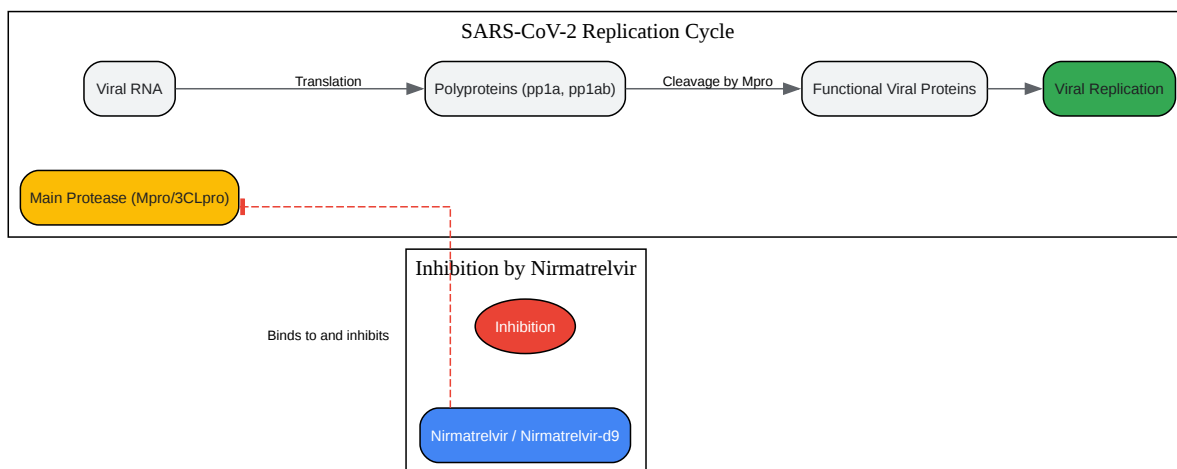 SARS-CoV-2 Replication Cycle
Viral RNA
Translation
Polyproteins (pp1a, pp1ab)
Cleavage by Mpro
Functional Viral Proteins
Viral Replication
Main Protease (Mpro/3CLpro)
Inhibition by Nirmatrelvir
Inhibition
Binds to and inhibits
Nirmatrelvir / Nirmatrelvir-d9